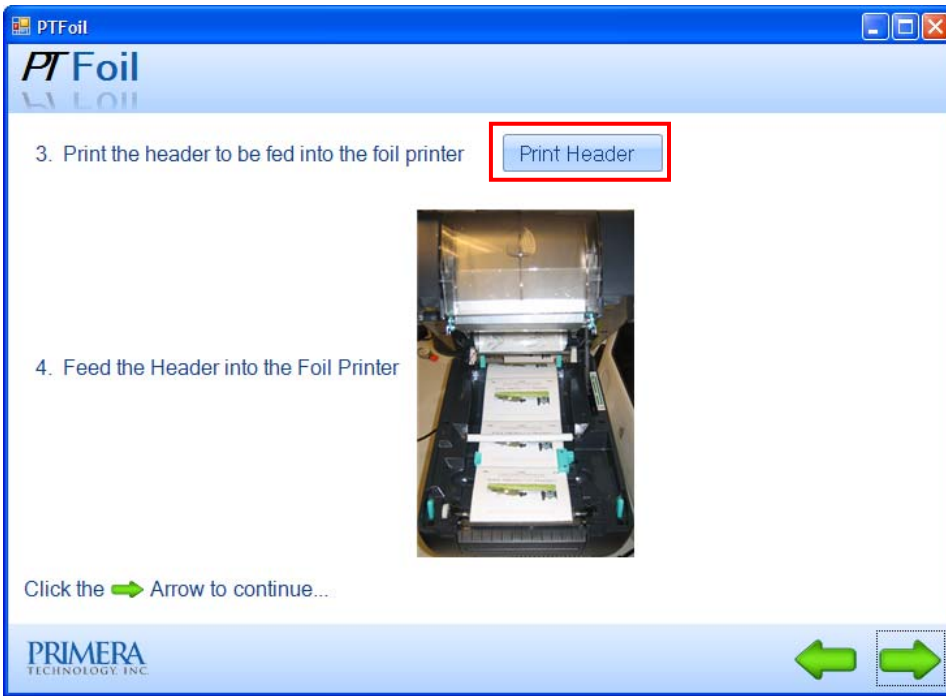 PTFoil
PT Foil
3. Print the header to be fed into the foil printer
Print Header
4. Feed the Header into the Foil Printer
Click the Arrow to continue...
PRIMERA
TECHNOLOGY. INC